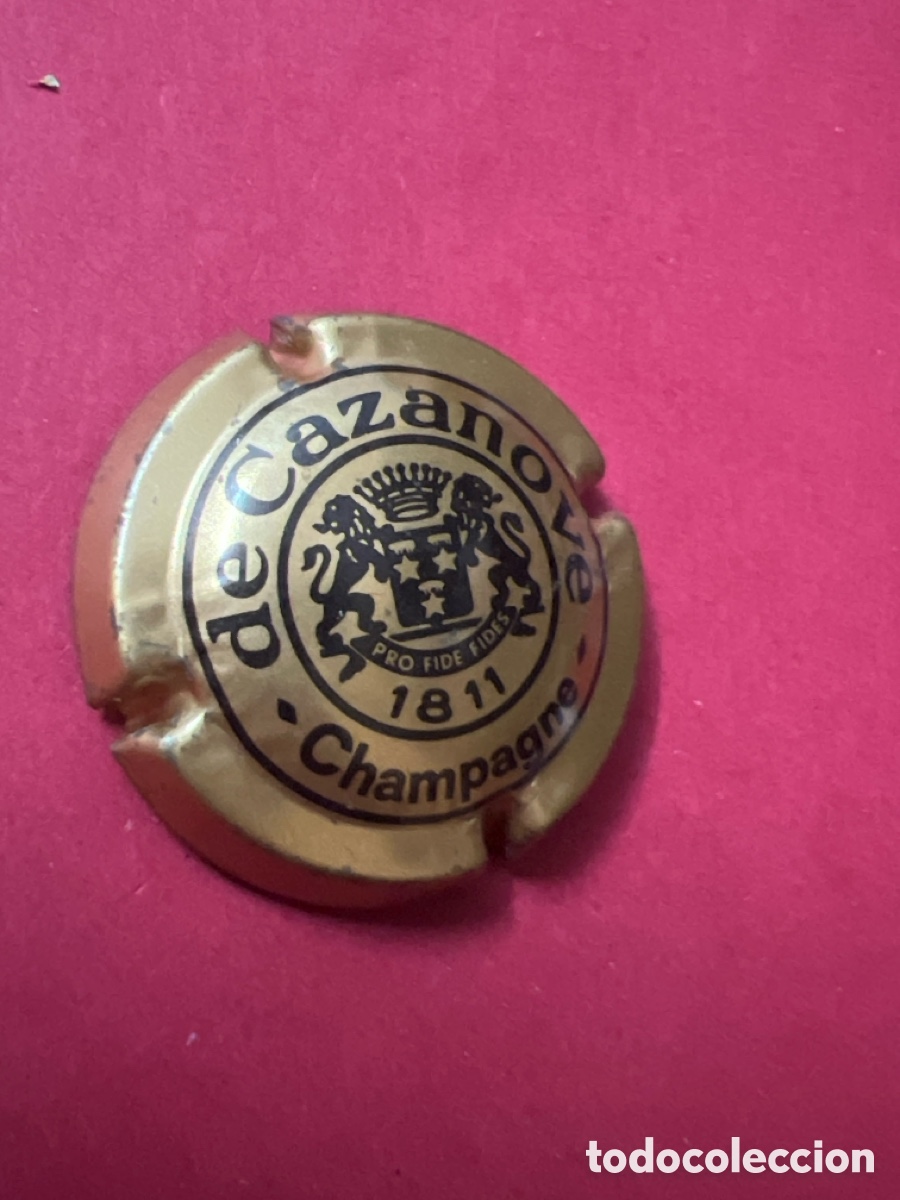 de Cazanove
PRO FIDE FIDES
1811
- Champagne -
todocoleccion